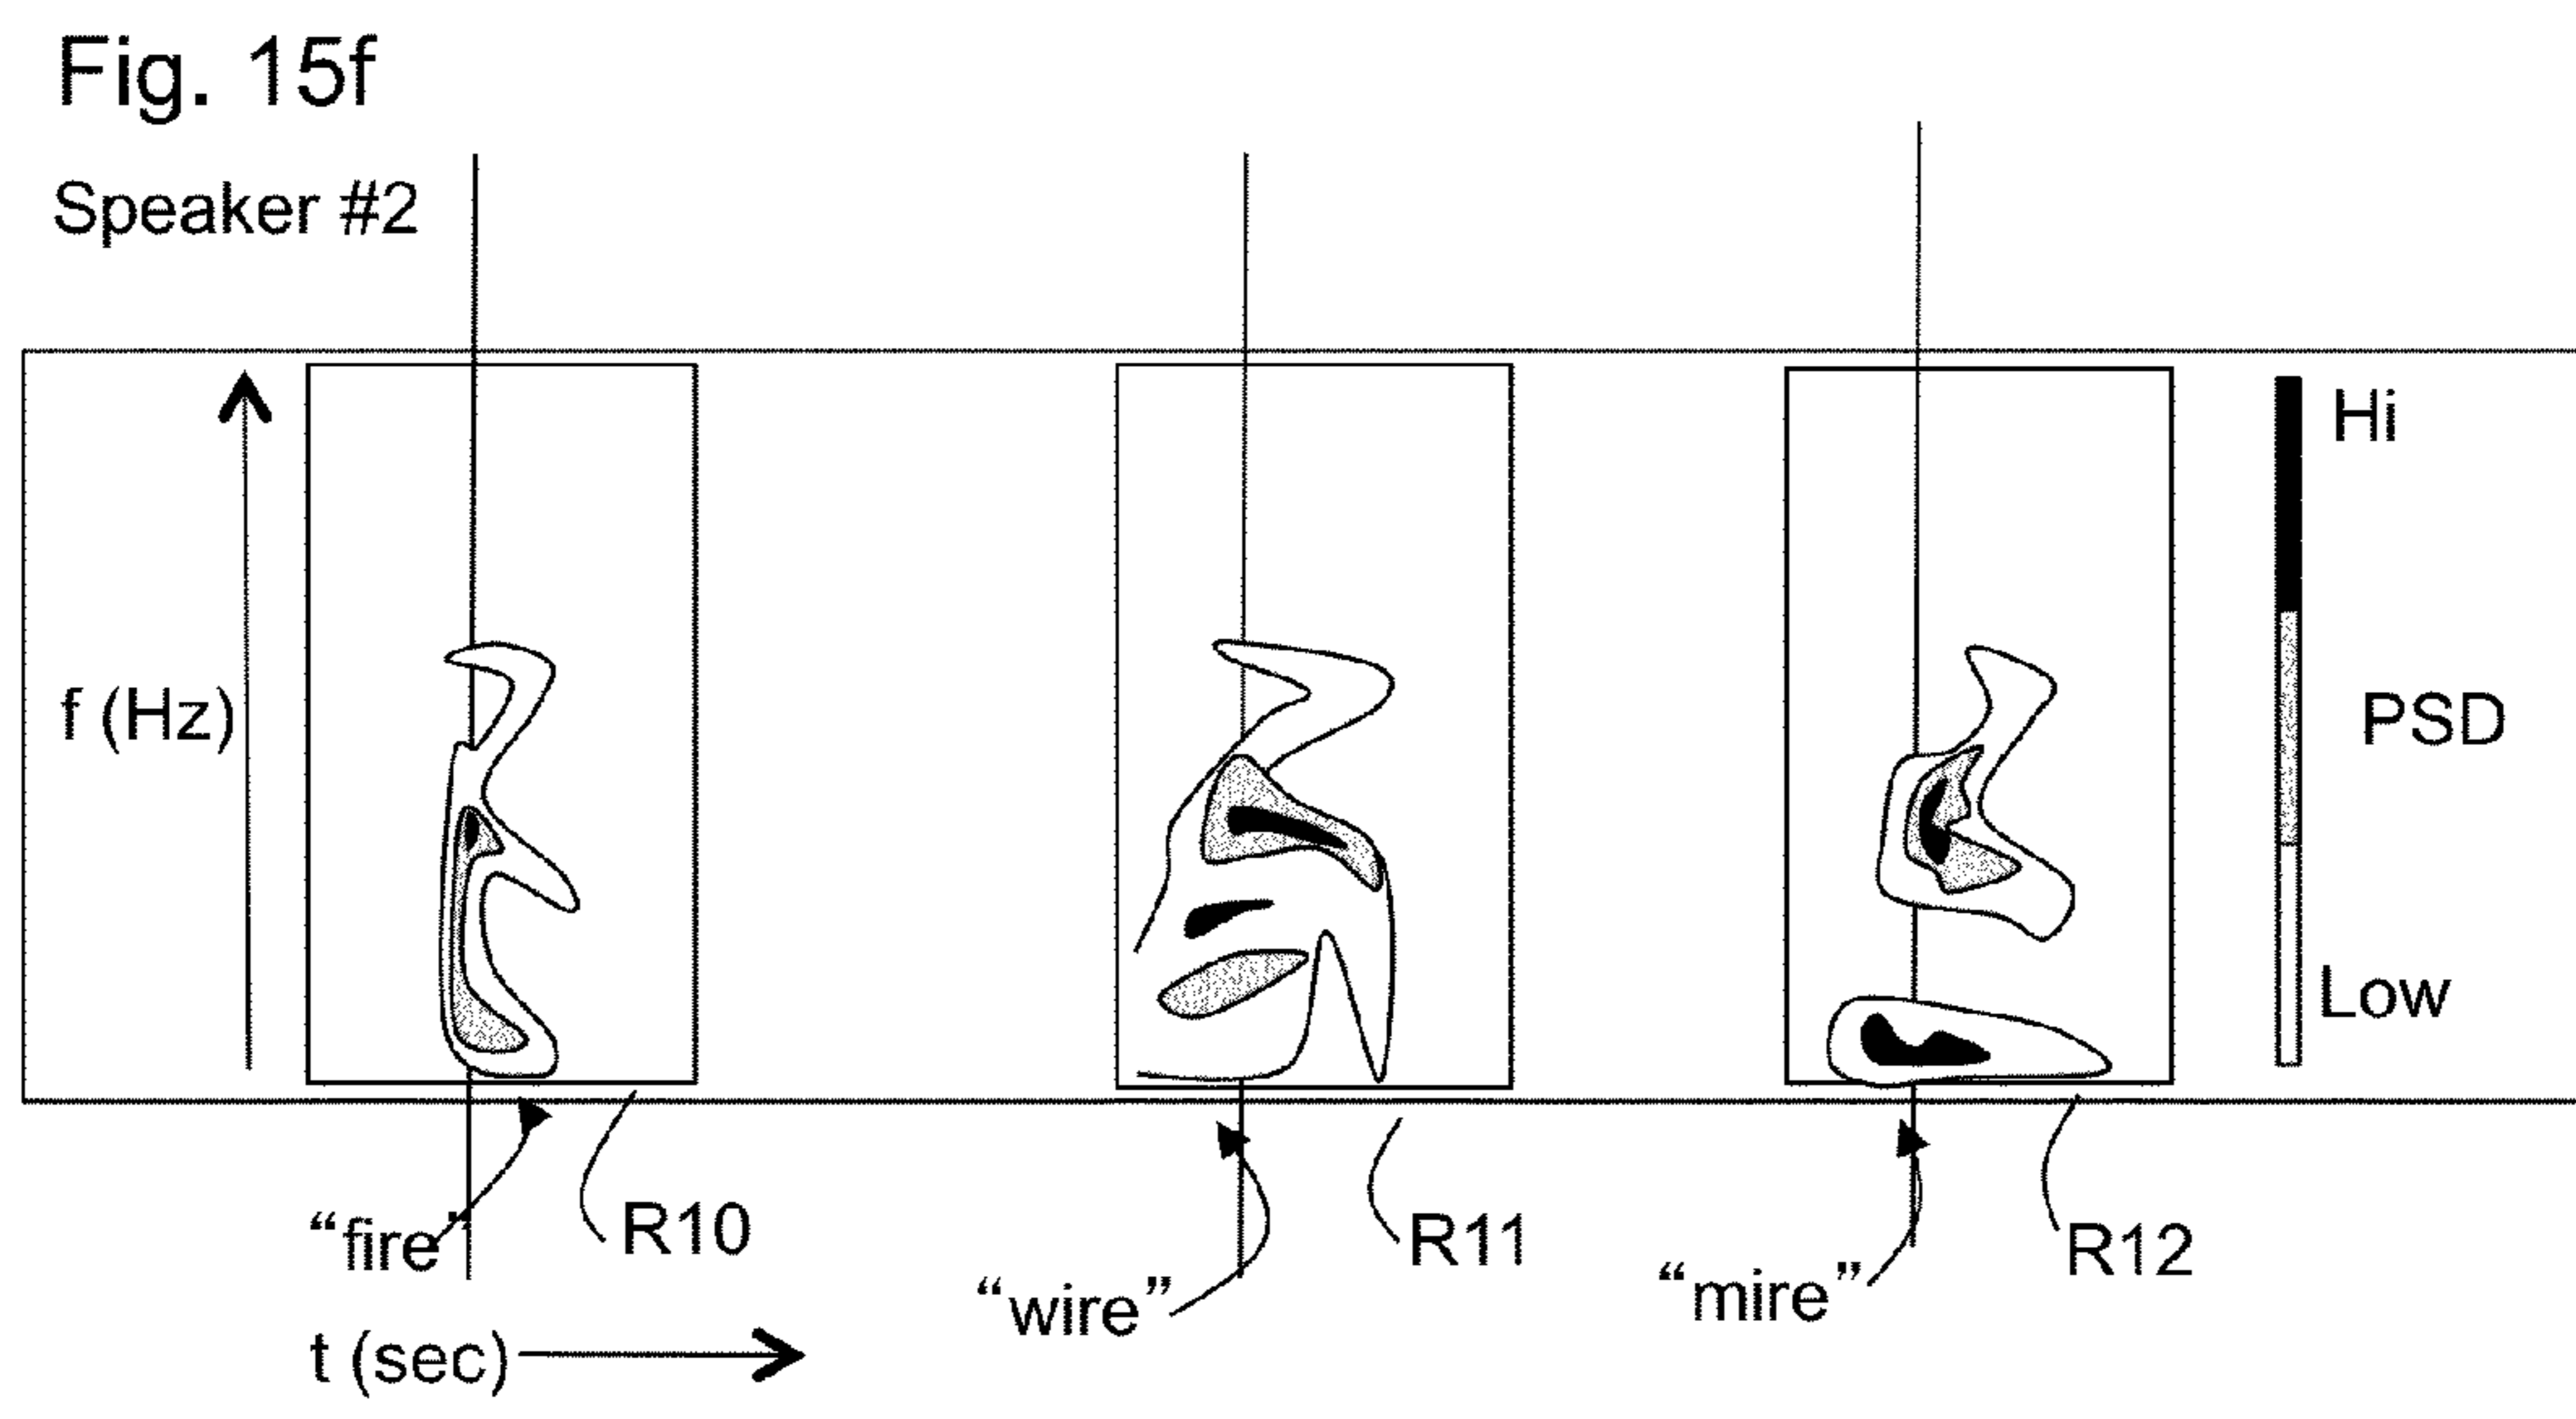 Fig. 15f
Speaker #2
Hi
f (Hz)
PSD
Low
“fire”
R10
R11
R12
“wire”
“mire”
t (sec)